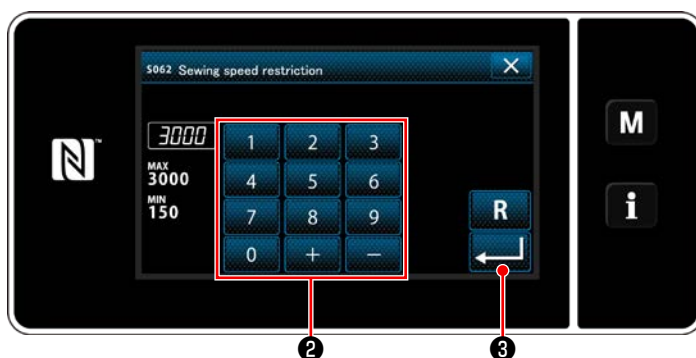 S062 Sewing speed restriction
3000
MAX
3000
MIN
150
1 2 3
4 5 6
7 8 9
0 + −
R
M
i
N
❷ ❸